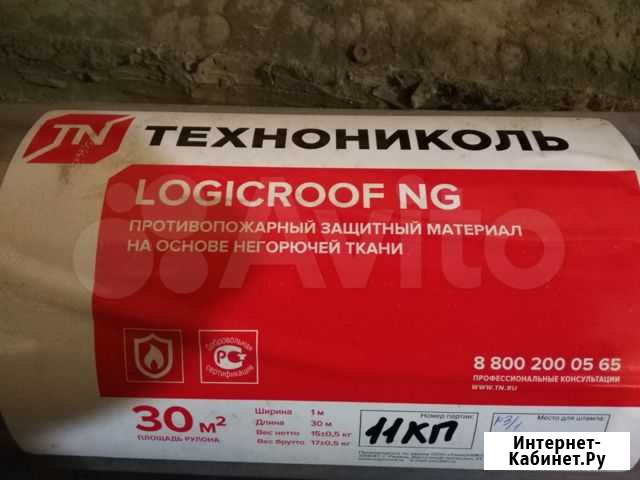 TN ТЕХНОНИКОЛЬ
LOGICROOF NG
ПРОТИВОПОЖАРНЫЙ ЗАЩИТНЫЙ МАТЕРИАЛ
НА ОСНОВЕ НЕГОРЮЧЕЙ ТКАНИ
Avito
Добровольная
РС
сертификация
8 800 200 05 65
ПРОФЕССИОНАЛЬНЫЕ КОНСУЛЬТАЦИИ
WWW.TN.RU
30 м²
ПЛОЩАДЬ РУЛОНА
Ширина 1 м
Длина 30 м
Вес нетто 15±0,5 кг
Вес брутто 17±0,5 кг
Номер партии:
11КП
Место для штампа:
Интернет-
Кабинет.Ру